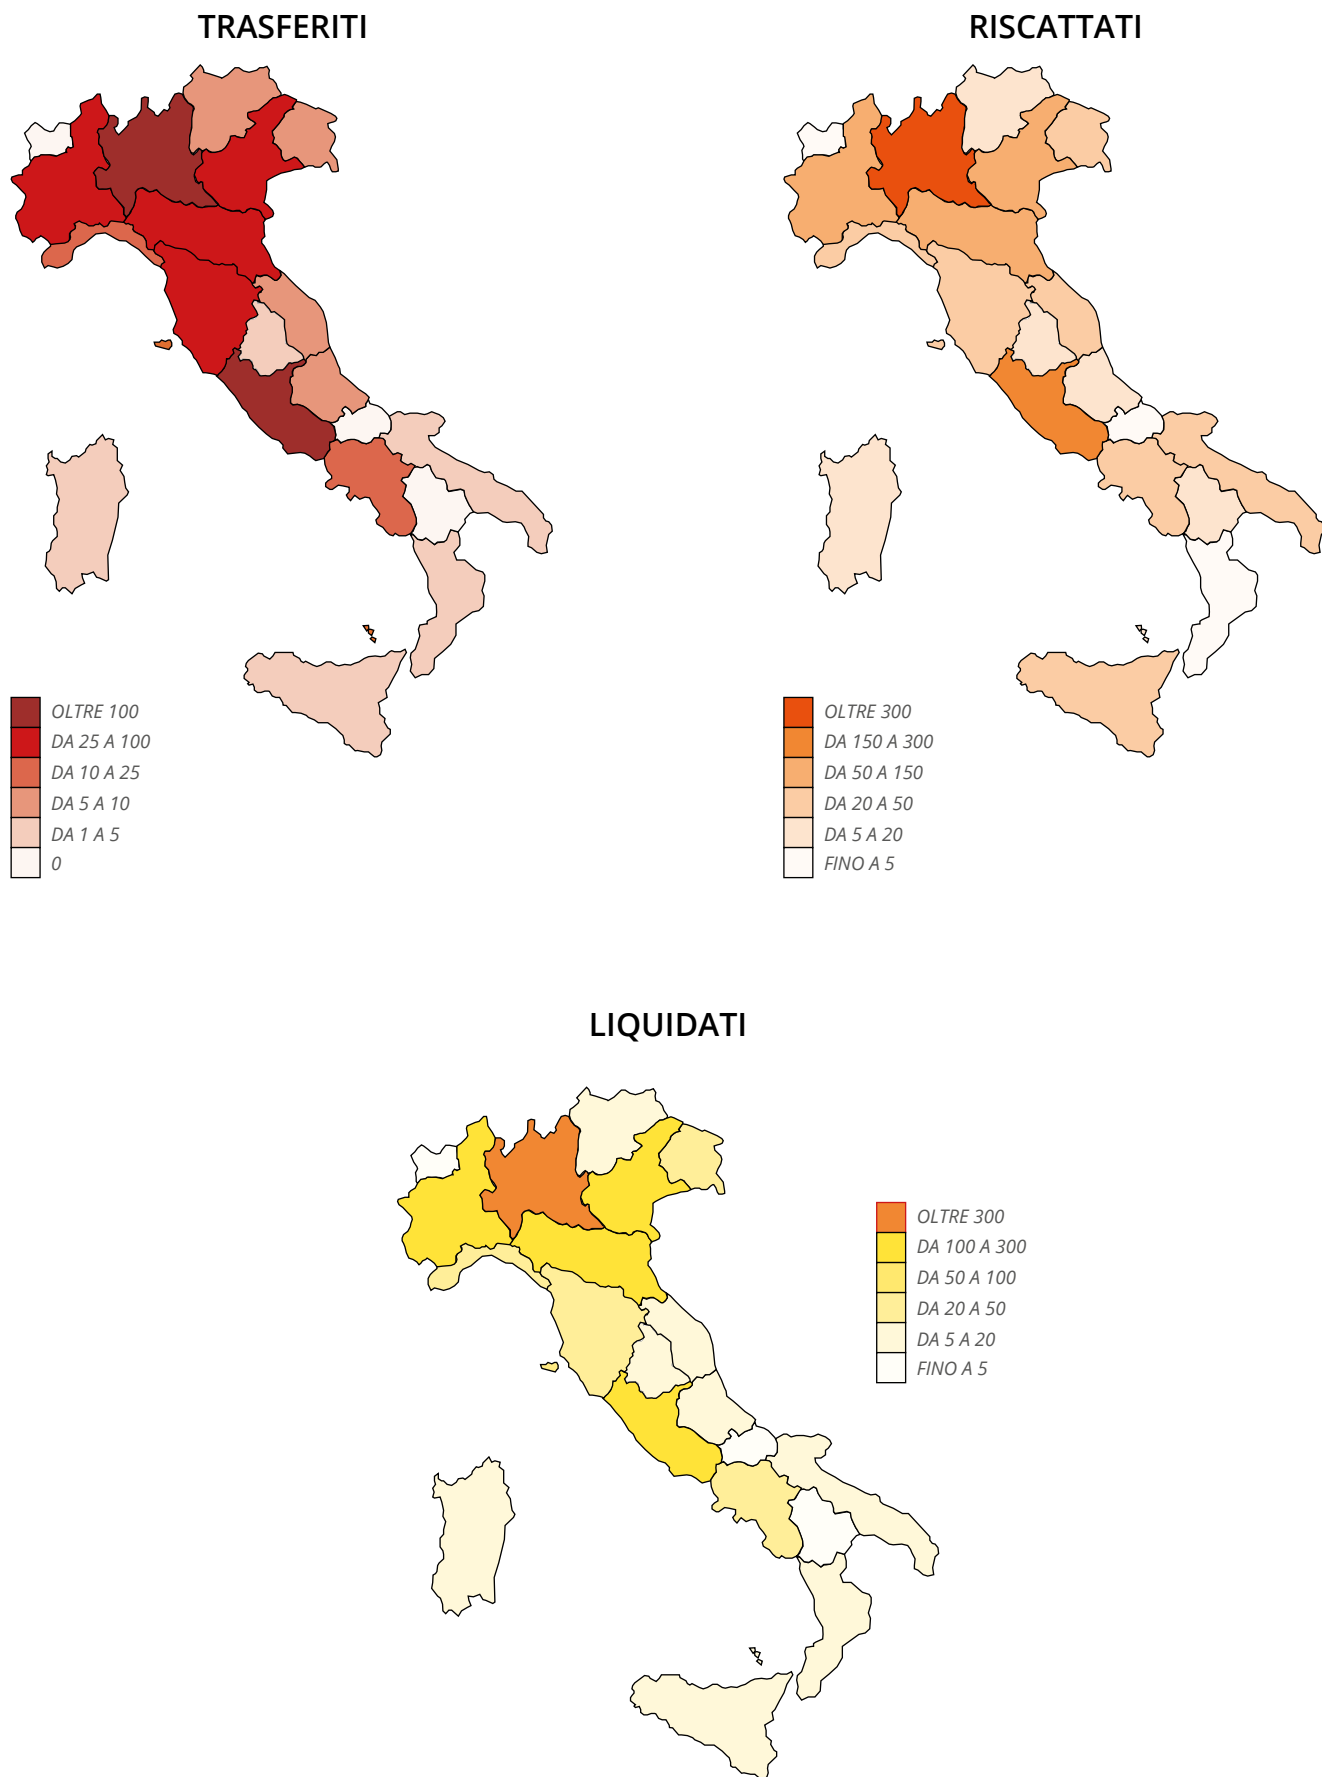 TRASFERITI
RISCATTATI
OLTRE 100
DA 25 A 100
DA 10 A 25
DA 5 A 10
DA 1 A 5
0
OLTRE 300
DA 150 A 300
DA 50 A 150
DA 20 A 50
DA 5 A 20
FINO A 5
LIQUIDATI
OLTRE 300
DA 100 A 300
DA 50 A 100
DA 20 A 50
DA 5 A 20
FINO A 5